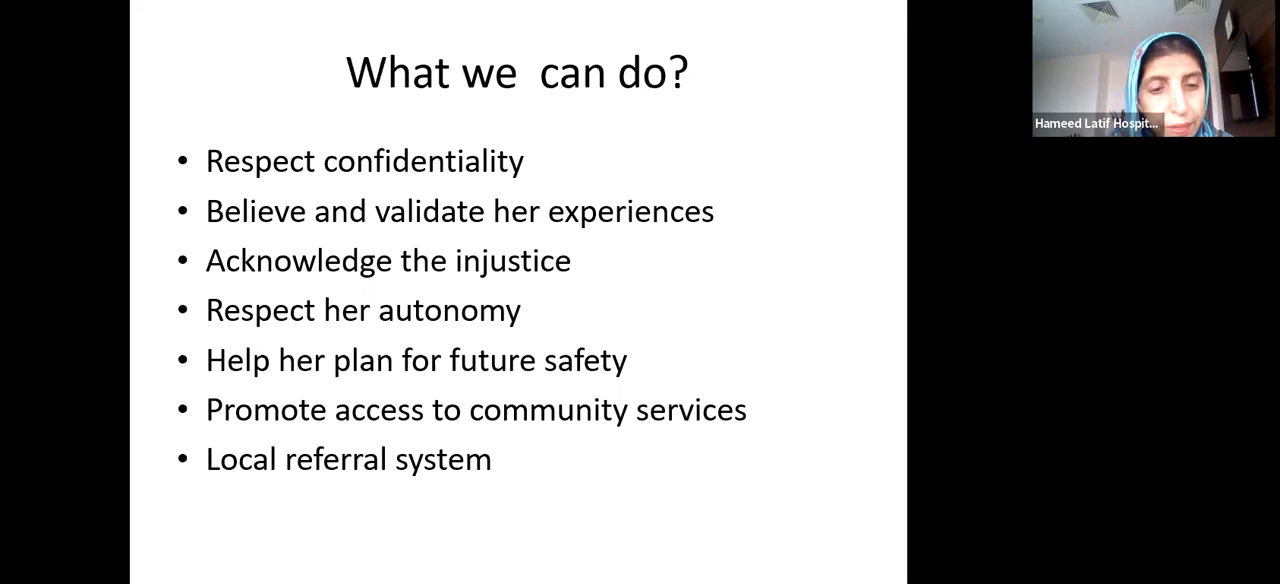 What we  can do?
• Respect confidentiality
• Believe and validate her experiences
• Acknowledge the injustice
• Respect her autonomy
• Help her plan for future safety
• Promote access to community services
• Local referral system
Hameed Latif Hospit...